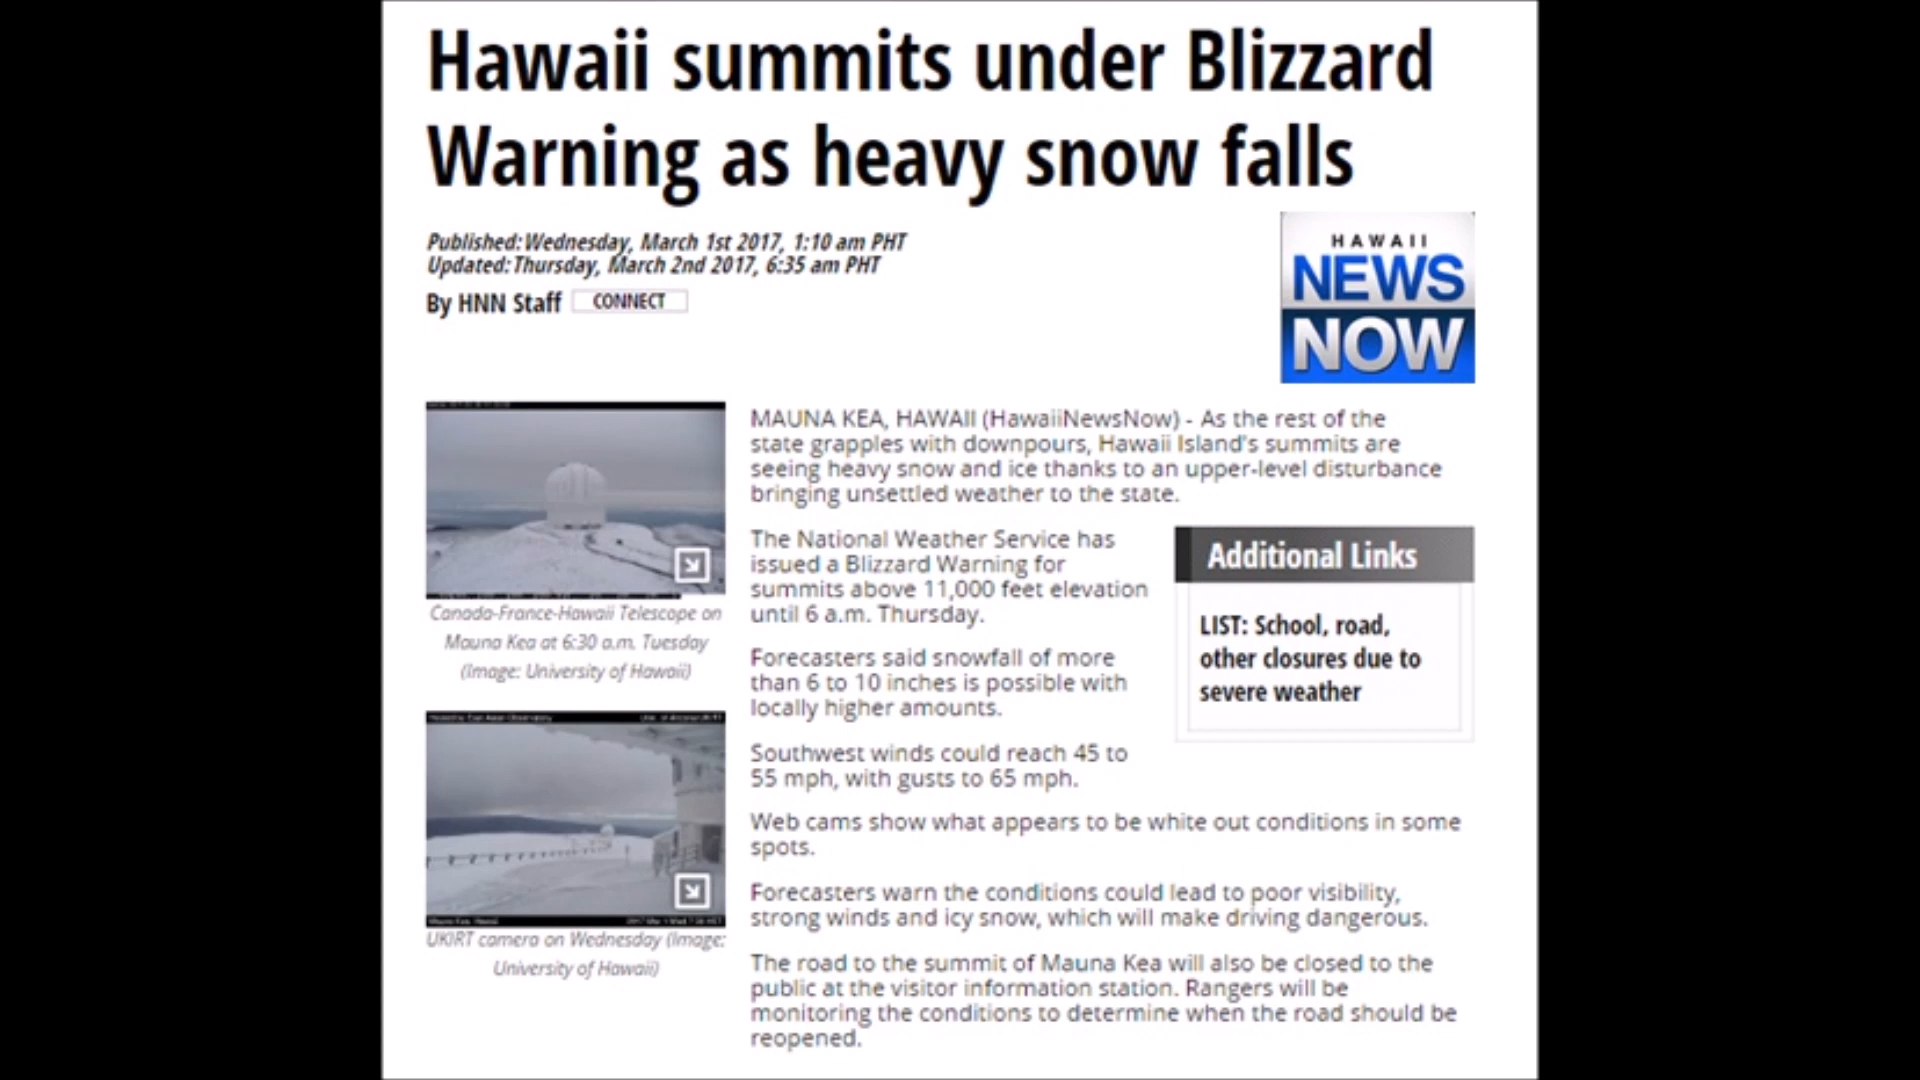 Hawaii summits under Blizzard
Warning as heavy snow falls
Published: Wednesday, March 1st 2017, 1:10 am PHT
Updated: Thursday, March 2nd 2017, 6:35 am PHT
By HNN Staff CONNECT
HAWAII
NEWS
NOW
Canada-France-Hawaii Telescope on
Mauna Kea at 6:30 a.m. Tuesday
(Image: University of Hawaii)
UKIRT camera on Wednesday (Image:
University of Hawaii)
MAUNA KEA, HAWAII (HawaiiNewsNow) - As the rest of the
state grapples with downpours, Hawaii Island's summits are
seeing heavy snow and ice thanks to an upper-level disturbance
bringing unsettled weather to the state.
The National Weather Service has
issued a Blizzard Warning for
summits above 11,000 feet elevation
until 6 a.m. Thursday.
Forecasters said snowfall of more
than 6 to 10 inches is possible with
locally higher amounts.
Southwest winds could reach 45 to
55 mph, with gusts to 65 mph.
Additional Links
LIST: School, road,
other closures due to
severe weather
Web cams show what appears to be white out conditions in some
spots.
Forecasters warn the conditions could lead to poor visibility,
strong winds and icy snow, which will make driving dangerous.
The road to the summit of Mauna Kea will also be closed to the
public at the visitor information station. Rangers will be
monitoring the conditions to determine when the road should be
reopened.